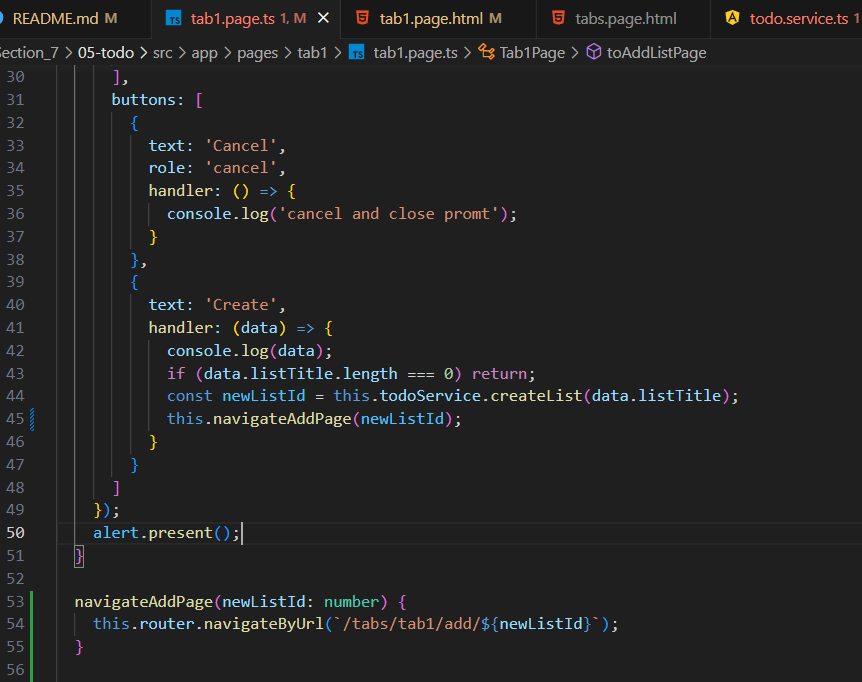 README.md M tab1.page.ts 1, M tab1.page.html M tabs.page.html todo.service.ts 1
ection_7 > 05-todo > src > app > pages > tab1 > TS tab1.page.ts > Tab1Page > toAddListPage
30 ],
31 buttons: [
32 {
33 text: 'Cancel',
34 role: 'cancel',
35 handler: () => {
36 console.log('cancel and close promt');
37 }
38 },
39 {
40 text: 'Create',
41 handler: (data) => {
42 console.log(data);
43 if (data.listTitle.length === 0) return;
44 const newListId = this.todoService.createList(data.listTitle);
45 this.navigateAddPage(newListId);
46 }
47 }
48 ]
49 });
50 alert.present();
51 }
52
53 navigateAddPage(newListId: number) {
54 this.router.navigateByUrl(`/tabs/tab1/add/${newListId}`);
55 }
56